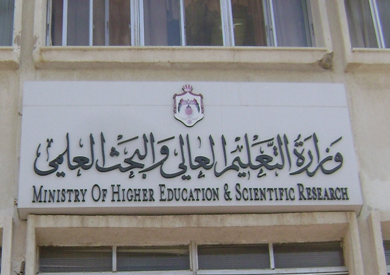 وزارة التعليم العالي والبحث العلمي
MINISTRY OF HIGHER EDUCATION & SCIENTIFIC RESEARCH